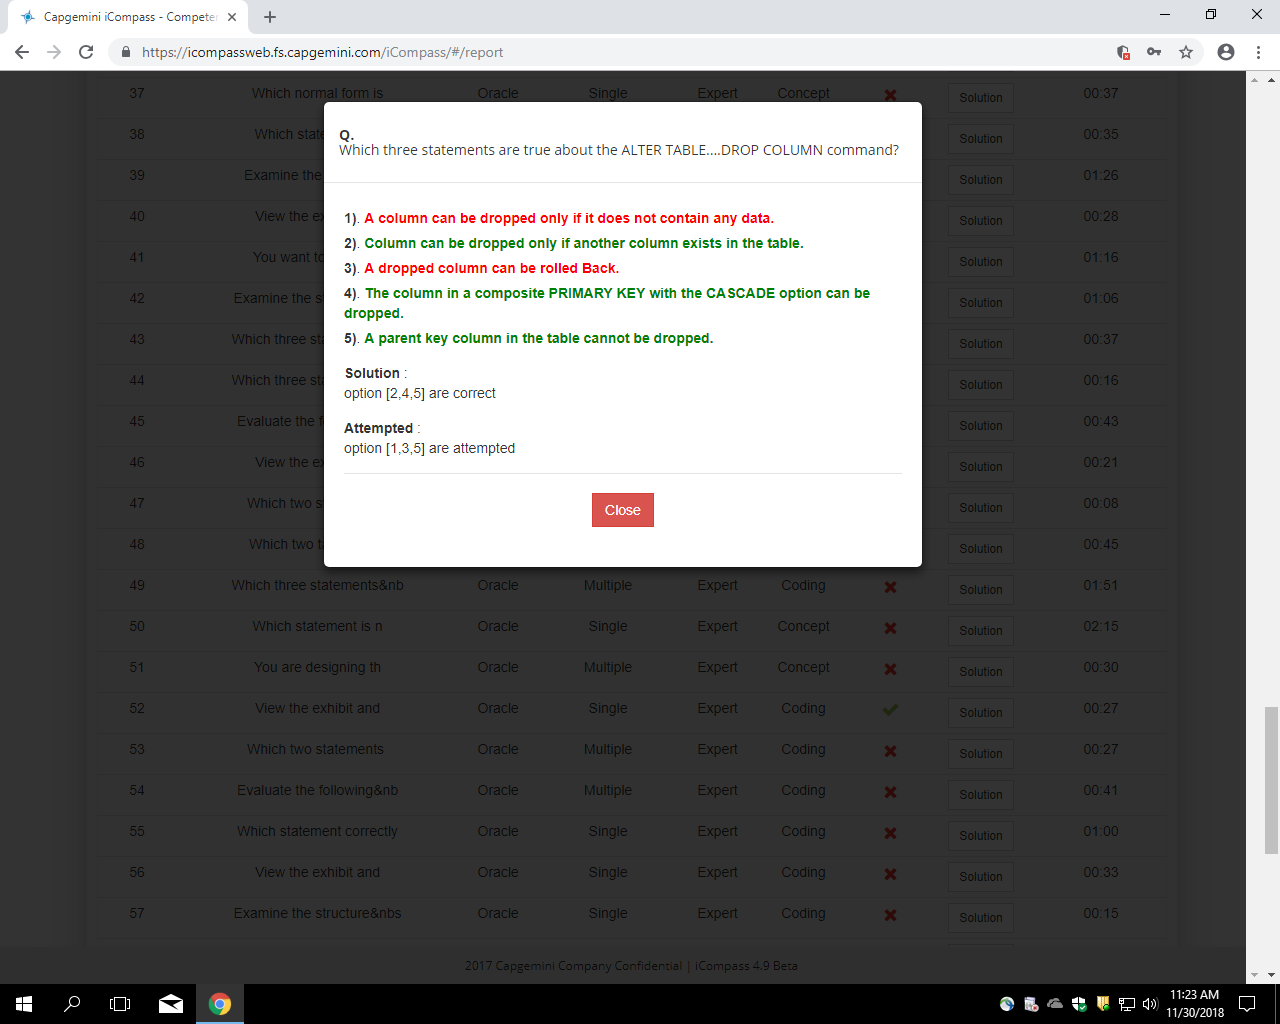 Capgemini iCompass - Competen
https://icompassweb.fs.capgemini.com/iCompass/#/report
37 Which normal form is Oracle Single Expert Concept Solution 00:37
38 Which state Solution 00:35
39 Examine the Solution 01:26
40 View the ex Solution 00:28
41 You want to Solution 01:16
42 Examine the s Solution 01:06
43 Which three st Solution 00:37
44 Which three sta Solution 00:44
45 Evaluate the f Solution 00:43
46 View the ex Solution 00:21
47 Which two s Solution 00:08
48 Which two t Solution 00:45
Q.
Which three statements are true about the ALTER TABLE....DROP COLUMN command?
1). A column can be dropped only if it does not contain any data.
2). Column can be dropped only if another column exists in the table.
3). A dropped column can be rolled Back.
4). The column in a composite PRIMARY KEY with the CASCADE option can be
dropped.
5). A parent key column in the table cannot be dropped.
Solution :
option [2,4,5] are correct
Attempted :
option [1,3,5] are attempted
Close
49 Which three statements&nb Oracle Multiple Expert Coding Solution 01:51
50 Which statement is n Oracle Single Expert Concept Solution 02:15
51 You are designing th Oracle Multiple Expert Concept Solution 00:30
52 View the exhibit and Oracle Single Expert Coding Solution 00:27
53 Which two statements Oracle Multiple Expert Coding Solution 00:27
54 Evaluate the following&nb Oracle Multiple Expert Coding Solution 00:41
55 Which statement correctly Oracle Single Expert Coding Solution 01:00
56 View the exhibit and Oracle Single Expert Coding Solution 00:33
57 Examine the structure&nbs Oracle Single Expert Coding Solution 00:15
2017 Capgemini Company Confidential | iCompass 4.9 Beta
11:23 AM
11/30/2018